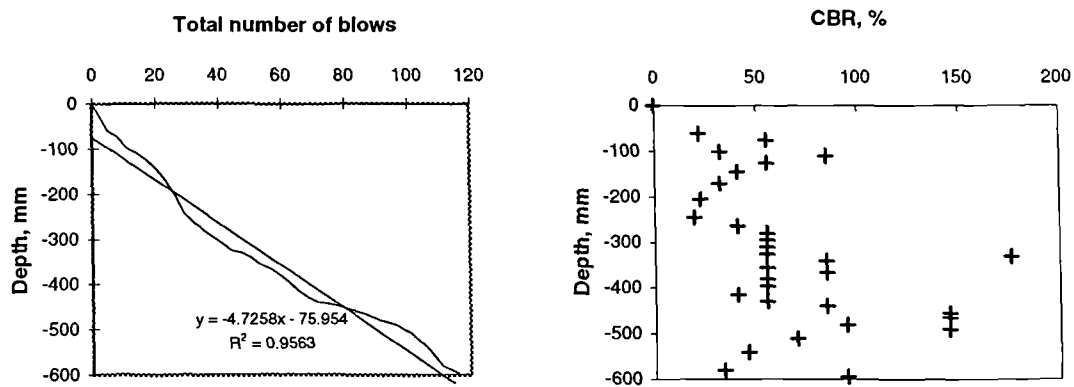 Total number of blows
0 20 40 60 80 100 120
0
-100
-200
-300
-400
-500
-600
Depth, mm
y = -4.7258x - 75.954
R² = 0.9563
CBR, %
0 50 100 150 200
0
-100
-200
-300
-400
-500
-600
Depth, mm